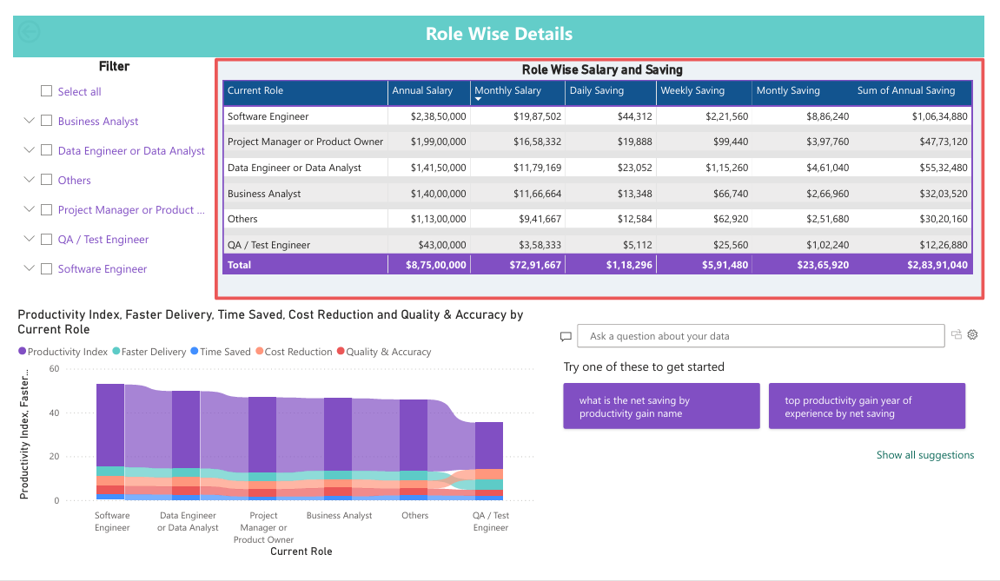 Role Wise Details
Filter
Select all
Business Analyst
Data Engineer or Data Analyst
Others
Project Manager or Product ...
QA / Test Engineer
Software Engineer
Role Wise Salary and Saving
Current Role Annual Salary Monthly Salary Daily Saving Weekly Saving Montly Saving Sum of Annual Saving
Software Engineer $2,38,50,000 $19,87,502 $44,312 $2,21,560 $8,86,240 $1,06,34,880
Project Manager or Product Owner $1,99,00,000 $16,58,332 $19,888 $99,440 $3,97,760 $47,73,120
Data Engineer or Data Analyst $1,41,50,000 $11,79,169 $23,052 $1,15,260 $4,61,040 $55,32,480
Business Analyst $1,40,00,000 $11,66,664 $13,348 $66,740 $2,66,960 $32,03,520
Others $1,13,00,000 $9,41,667 $12,584 $62,920 $2,51,680 $30,20,160
QA / Test Engineer $43,00,000 $3,58,333 $5,112 $25,560 $1,02,240 $12,26,880
Total $8,75,00,000 $72,91,667 $1,18,296 $5,91,480 $23,65,920 $2,83,91,040
Productivity Index, Faster Delivery, Time Saved, Cost Reduction and Quality & Accuracy by
Current Role
Productivity Index Faster Delivery Time Saved Cost Reduction Quality & Accuracy
Productivity Index, Faster...
60
40
20
0
Software
Engineer
Data Engineer
or Data Analyst
Project
Manager or
Product Owner
Business Analyst
Others
QA / Test
Engineer
Current Role
Ask a question about your data
Try one of these to get started
what is the net saving by
productivity gain name
top productivity gain year of
experience by net saving
Show all suggestions